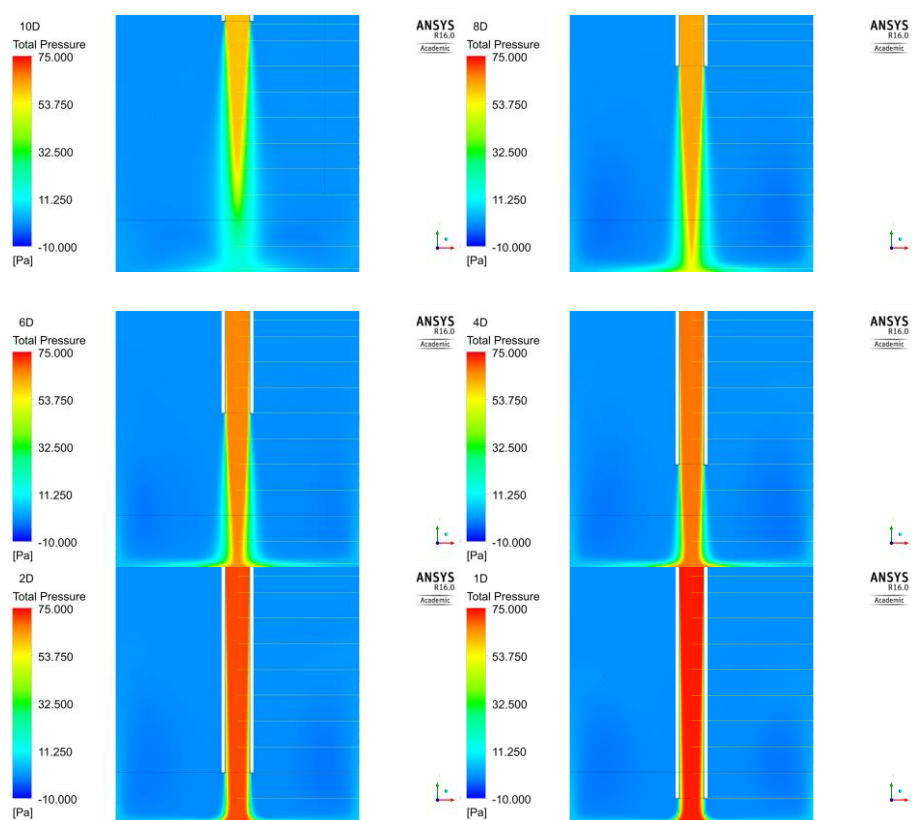 10D
Total Pressure
75.000
53.750
32.500
11.250
-10.000
[Pa]
ANSYS
R16.0
Academic
8D
Total Pressure
75.000
53.750
32.500
11.250
-10.000
[Pa]
ANSYS
R16.0
Academic
6D
Total Pressure
75.000
53.750
32.500
11.250
-10.000
[Pa]
ANSYS
R16.0
Academic
4D
Total Pressure
75.000
53.750
32.500
11.250
-10.000
[Pa]
ANSYS
R16.0
Academic
2D
Total Pressure
75.000
53.750
32.500
11.250
-10.000
[Pa]
ANSYS
R16.0
Academic
1D
Total Pressure
75.000
53.750
32.500
11.250
-10.000
[Pa]
ANSYS
R16.0
Academic